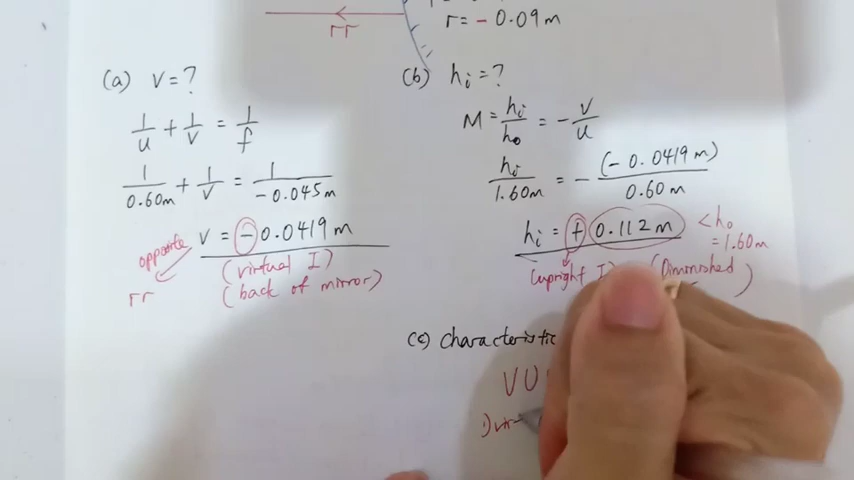 r = - 0.09 m
rr
(a) v = ?
1/u + 1/v = 1/f
1/0.60m + 1/v = 1/-0.045m
v = - 0.0419 m
opposite
rr
(virtual I)
(back of mirror)
(b) hi = ?
M = hi/ho = - v/u
hi/1.60m = - (- 0.0419 m)/0.60 m
hi = + 0.112 m
< ho
= 1.60m
(upright I)
(Diminished
)
(c) characteristic
VU
1) vir